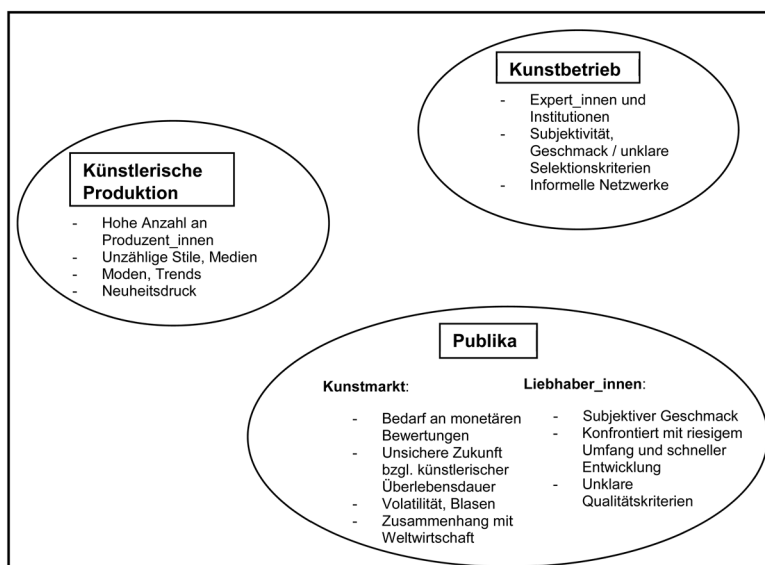 Kunstbetrieb
- Expert_innen und
Institutionen
- Subjektivität,
Geschmack / unklare
Selektionskriterien
- Informelle Netzwerke
Künstlerische
Produktion
- Hohe Anzahl an
Produzent_innen
- Unzählige Stile, Medien
- Moden, Trends
- Neuheitsdruck
Publika
Kunstmarkt:
- Bedarf an monetären
Bewertungen
- Unsichere Zukunft
bzgl. künstlerischer
Überlebensdauer
- Volatilität, Blasen
- Zusammenhang mit
Weltwirtschaft
Liebhaber_innen:
- Subjektiver Geschmack
- Konfrontiert mit riesigem
Umfang und schneller
Entwicklung
- Unklare
Qualitätskriterien